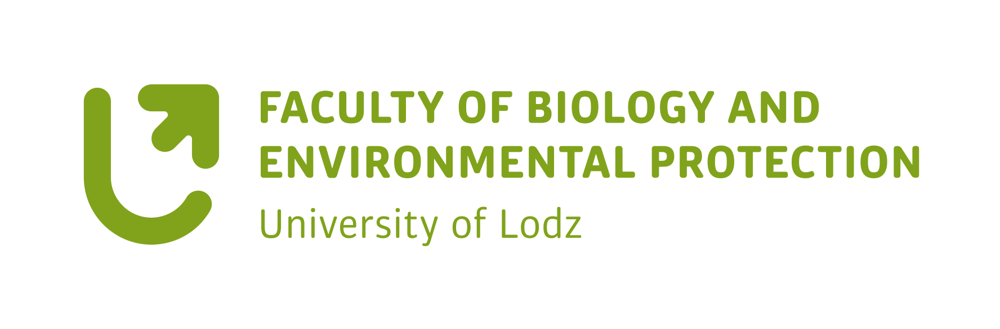 FACULTY OF BIOLOGY AND
ENVIRONMENTAL PROTECTION
University of Lodz